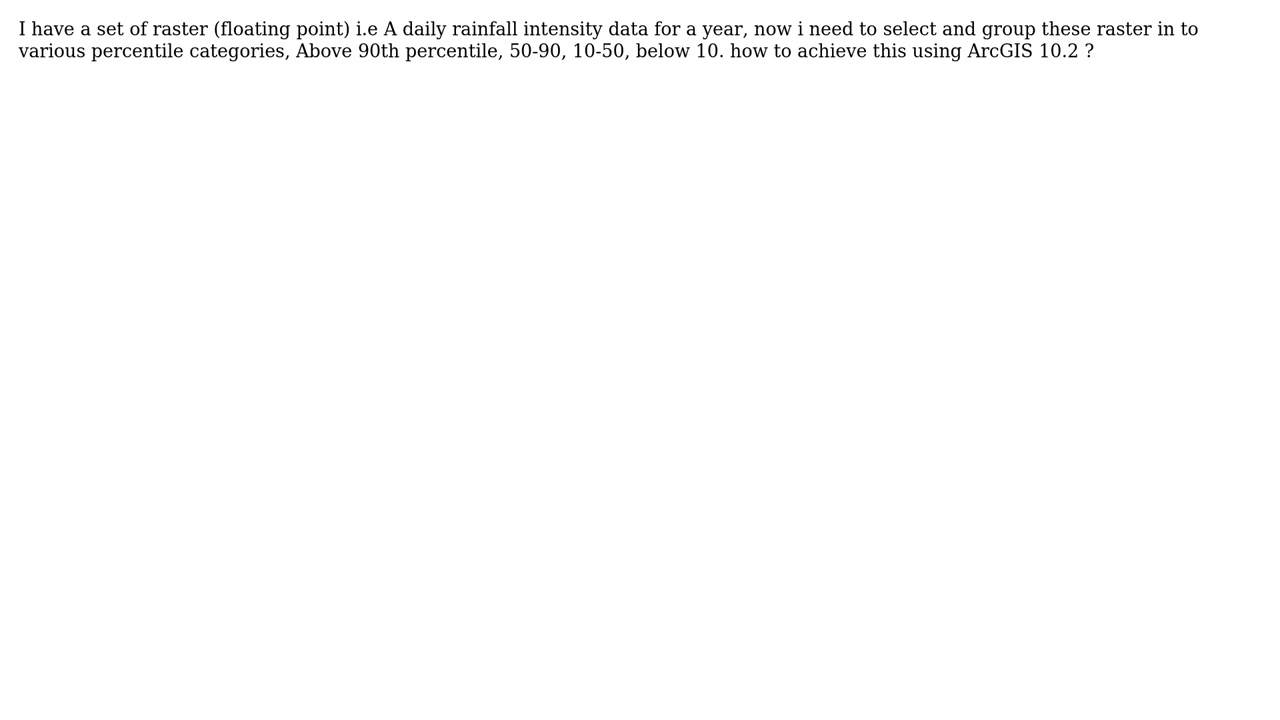 I have a set of raster (floating point) i.e A daily rainfall intensity data for a year, now i need to select and group these raster in to
various percentile categories, Above 90th percentile, 50-90, 10-50, below 10. how to achieve this using ArcGIS 10.2 ?